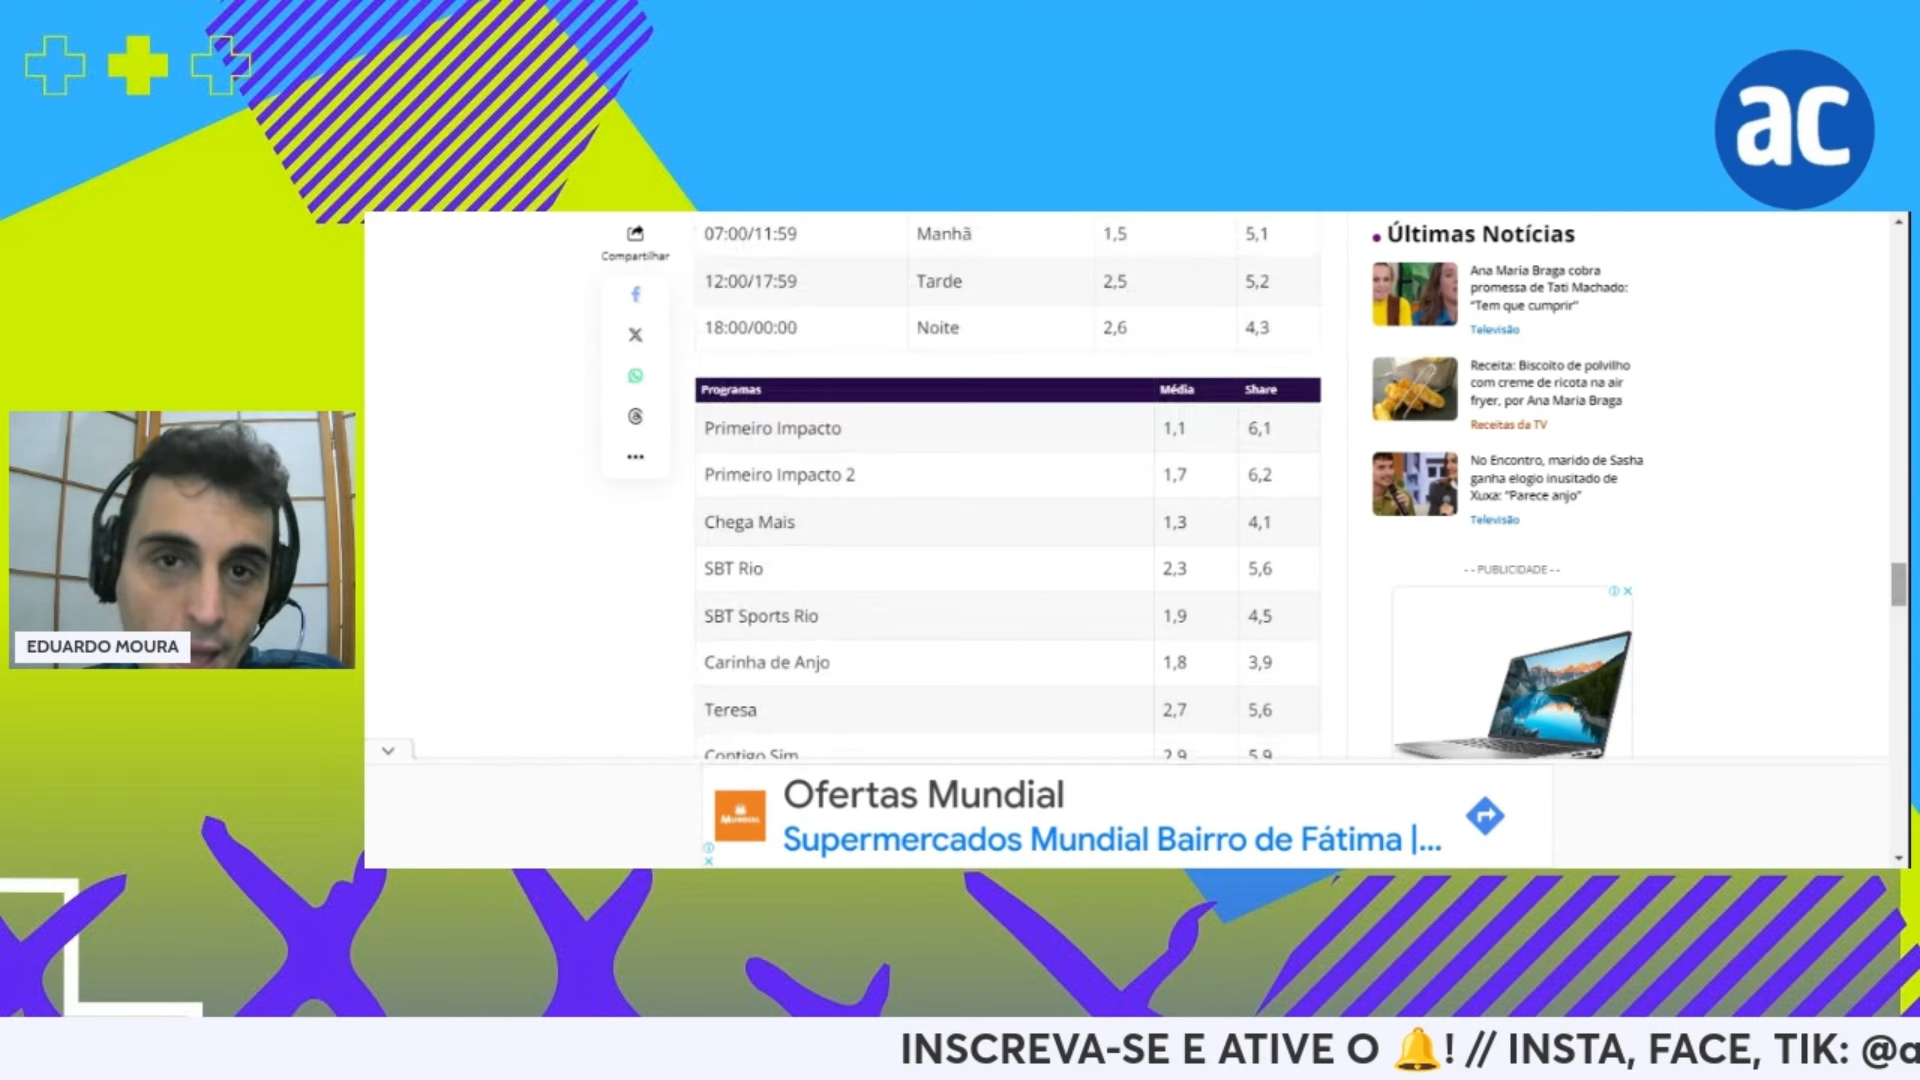 ac
Compartilhar
07:00/11:59 Manhã 1,5 5,1
12:00/17:59 Tarde 2,5 5,2
18:00/00:00 Noite 2,6 4,3
Programas Média Share
Primeiro Impacto 1,1 6,1
Primeiro Impacto 2 1,7 6,2
Chega Mais 1,3 4,1
SBT Rio 2,3 5,6
SBT Sports Rio 1,9 4,5
Carinha de Anjo 1,8 3,9
Teresa 2,7 5,6
Contigo Sim 2,9 5,9
Últimas Notícias
Ana Maria Braga cobra
promessa de Tati Machado:
“Tem que cumprir”
Televisão
Receita: Biscoito de polvilho
com creme de ricota na air
fryer, por Ana Maria Braga
Receitas da TV
No Encontro, marido de Sasha
ganha elogio inusitado de
Xuxa: “Parece anjo”
Televisão
- - PUBLICIDADE - -
EDUARDO MOURA
MUNDIAL
Ofertas Mundial
Supermercados Mundial Bairro de Fátima |...
INSCREVA-SE E ATIVE O 🔔! // INSTA, FACE, TIK: @a